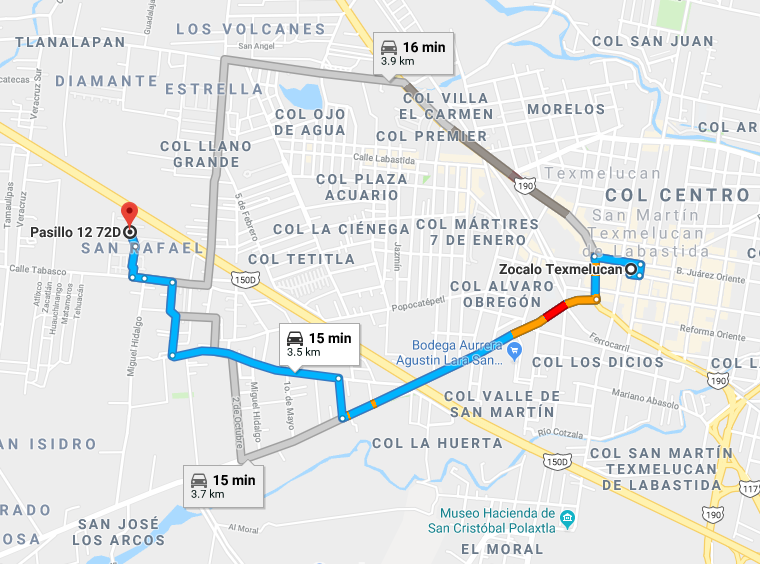 LOS VOLCANES
TLANALAPAN
San Angel
16 min
3.9 km
COL SAN JUAN
DIAMANTE
ESTRELLA
Veracruz Sur
COL VILLA
EL CARMEN
MORELOS
COL OJO
DE AGUA
COL PREMIER
COL AR
COL LLANO
GRANDE
Calle Labastida
Texmelucan
190
COL PLAZA
ACUARIO
COL CENTRO
Tamaulipas
Veracruz
5 de Febrero
San Martín
Texmelucan
de Labastida
Pasillo 12 72D
SAN RAFAEL
COL LA CIÉNEGA
COL MÁRTIRES
7 DE ENERO
Jazmín
COL TETITLA
Calle Tabasco
150D
Zocalo Texmelucan
B. Juárez Oriente
COL ALVARO
OBREGÓN
Atlixco
Zacatlán
Huauchinango
Matamoros
Tehuacán
Popocatépetl
Miguel Hidalgo
15 min
3.5 km
Reforma Oriente
Ferrocarril
Bodega Aurrera
Agustin Lara San...
COL LOS DICIOS
COL LA
190
2 de Octubre
Miguel Hidalgo
1o. de Mayo
COL VALLE DE
SAN MARTÍN
Mariano Abasolo
Rio Cotzala
COL LA HUERTA
AN ISIDRO
150D
COL SAN MARTÍN
TEXMELUCAN
DE LABASTIDA
15 min
3.7 km
117
190
RADO
OSA
SAN JOSÉ
LOS ARCOS
Al Moral
Museo Hacienda de
San Cristóbal Polaxtla
EL MORAL